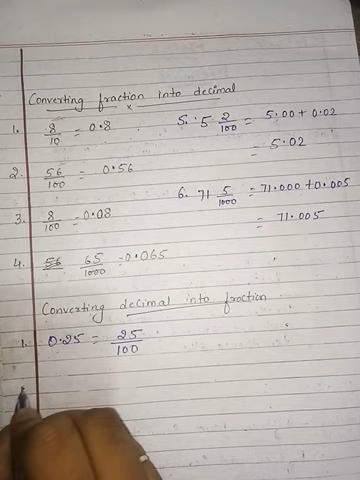 Converting fraction into decimal
1. 8/10 = 0.8
2. 56/100 = 0.56
3. 8/100 = 0.08
4. 56 65/1000 = 0.065
5. 5 2/100 = 5.00 + 0.02
= 5.02
6. 71 5/1000 = 71.000 + 0.005
= 71.005
Converting decimal into fraction
1. 0.25 = 25/100